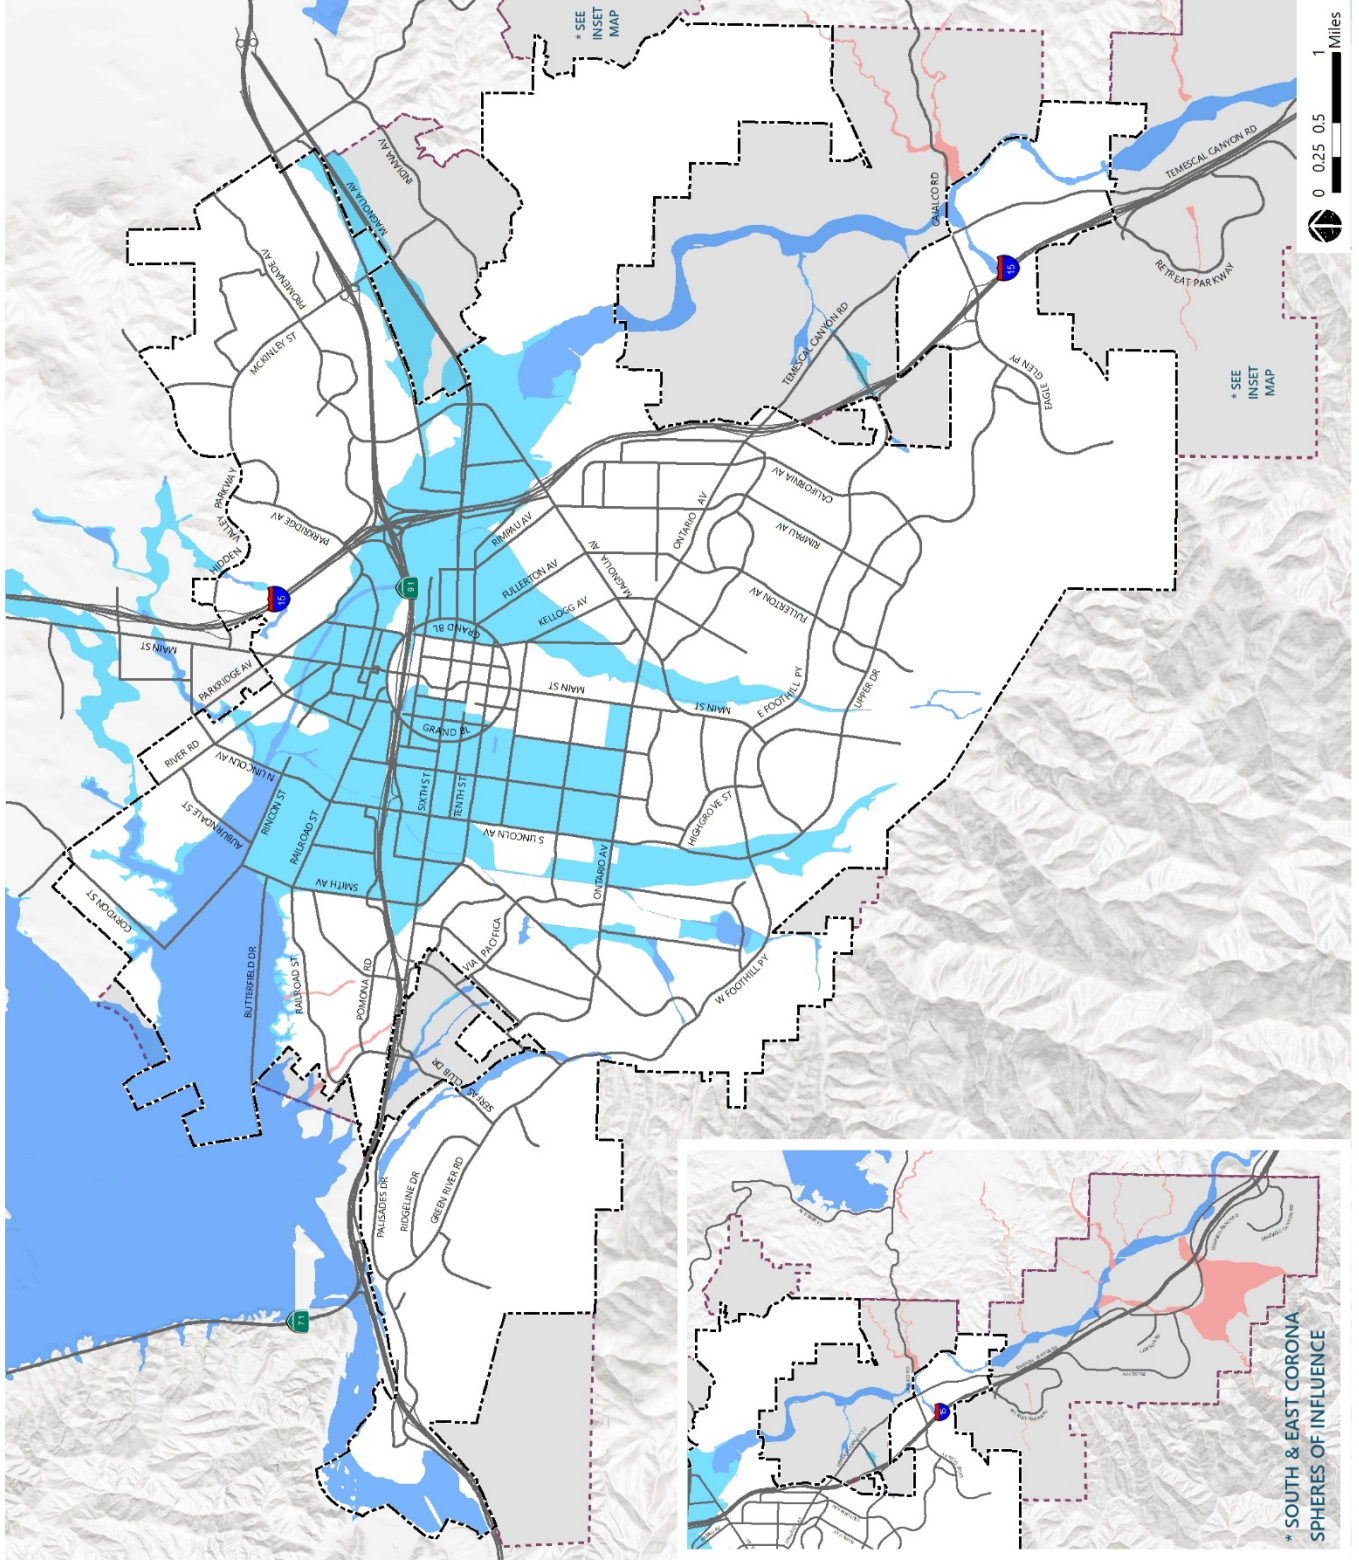 * SEE
INSET
MAP
0 0.25 0.5 1
Miles
INDIANA AV
MAGNOLIA AV
PROMENADE AV
MCKINLEY ST
HIDDEN
VALLEY
PARKWAY
PARKRIDGE AV
15
91
MAIN ST
PARKRIDGE AV
RIVER RD
N LINCOLN AV
AUBURNDALE ST
RINCON ST
RAILROAD ST
SMITH AV
CORYDON ST
BUTTERFIELD DR
RAILROAD ST
POMONA RD
SERFAS CLUB DR
VIA PACIFICA
PALISADES DR
RIDGELINE DR
GREEN RIVER RD
71
GRAND BL
GRAND BL
SIXTH ST
TENTH ST
S LINCOLN AV
ONTARIO AV
HIGHGROVE ST
W FOOTHILL PY
MAIN ST
MAIN ST
E FOOTHILL PY
UPPER DR
RIMPAU AV
FULLERTON AV
KELLOGG AV
MAGNOLIA AV
ONTARIO AV
CALIFORNIA AV
RIMPAU AV
FULLERTON AV
TEMESCAL CANYON RD
CAJALCO RD
15
EAGLE GLEN PY
TEMESCAL CANYON RD
RETREAT PARKWAY
* SEE
INSET
MAP
15
* SOUTH & EAST CORONA
SPHERES OF INFLUENCE